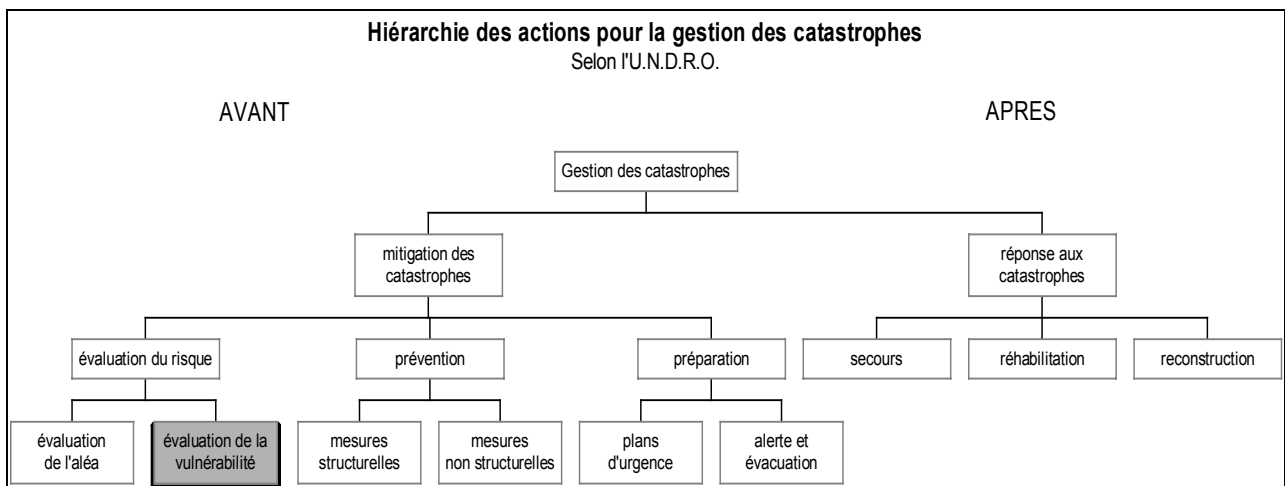 Hiérarchie des actions pour la gestion des catastrophes
Selon l'U.N.D.R.O.
AVANT
APRES
Gestion des catastrophes
mitigation des
catastrophes
réponse aux
catastrophes
évaluation du risque
prévention
préparation
secours
réhabilitation
reconstruction
évaluation
de l'aléa
évaluation de la
vulnérabilité
mesures
structurelles
mesures
non structurelles
plans
d'urgence
alerte et
évacuation